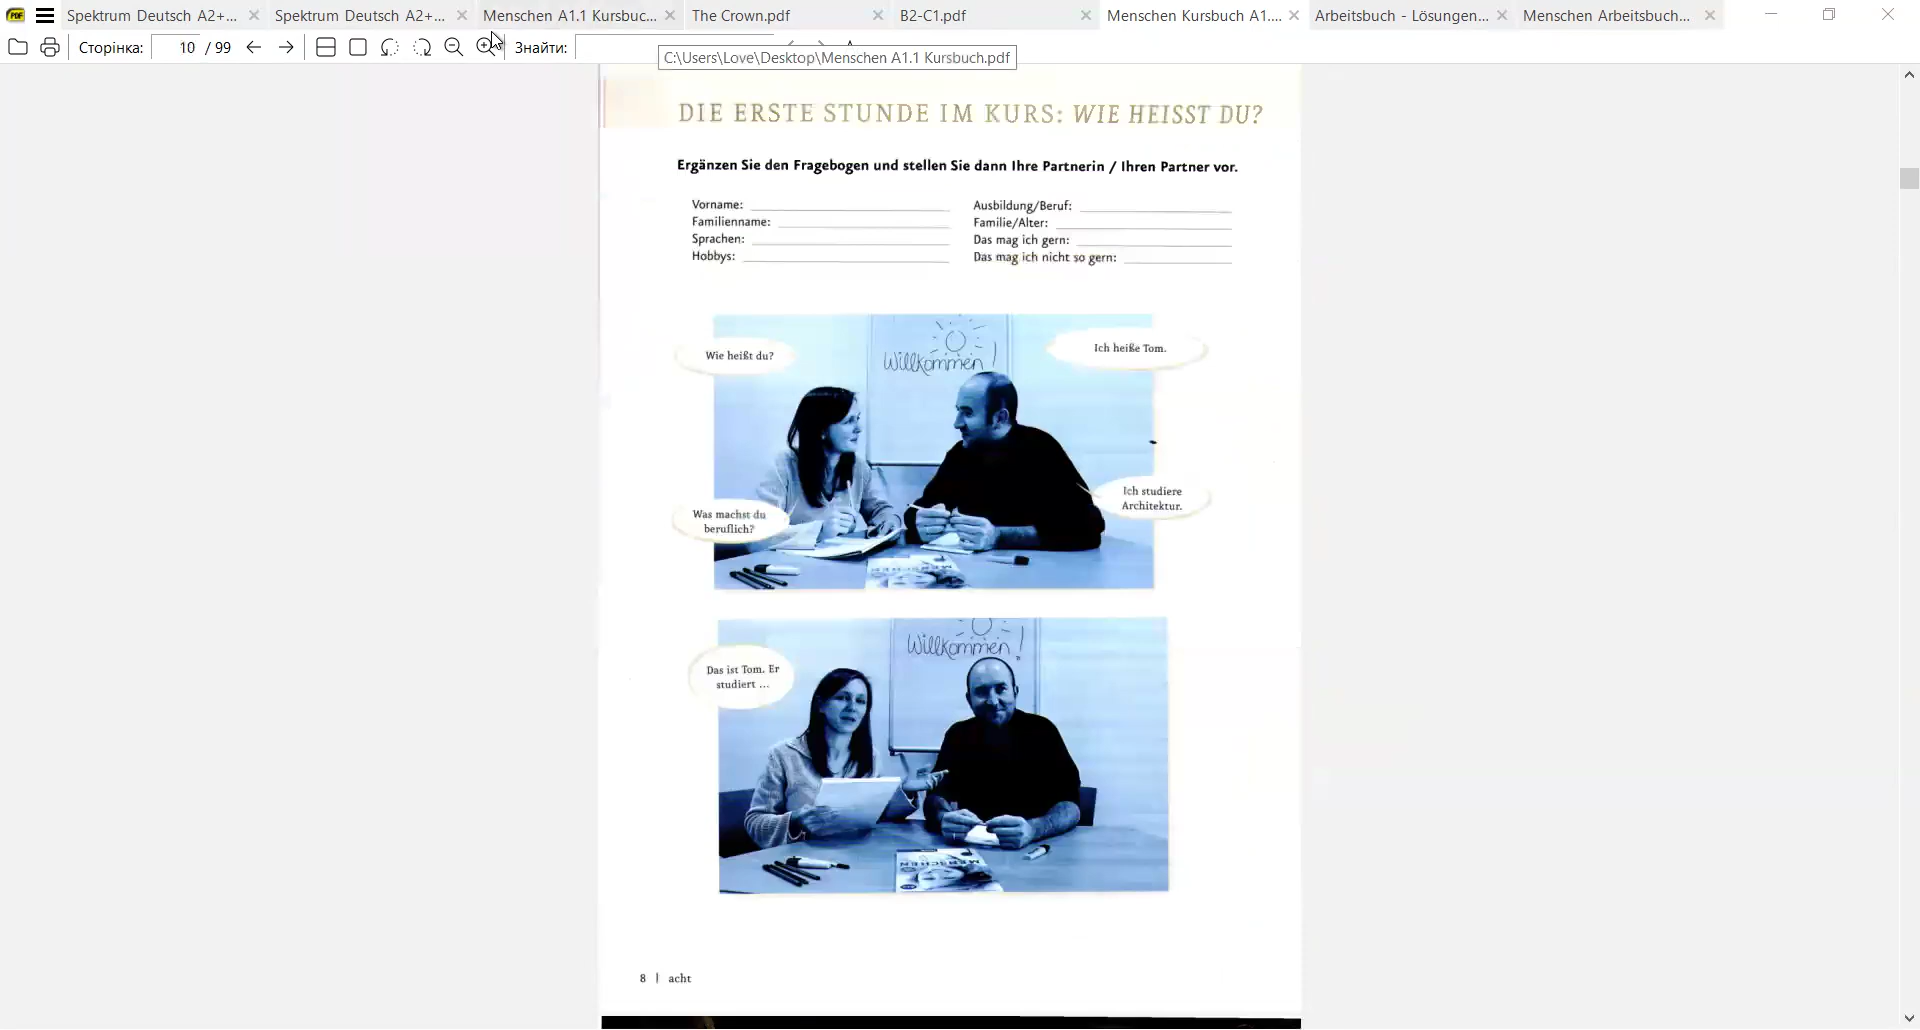 Spektrum Deutsch A2+...
Spektrum Deutsch A2+...
Menschen A1.1 Kursbuc...
The Crown.pdf
B2-C1.pdf
Menschen Kursbuch A1....
Arbeitsbuch - Lösungen...
Menschen Arbeitsbuch...
PDF
Сторінка: 10 / 99
Знайти:
C:\Users\Love\Desktop\Menschen A1.1 Kursbuch.pdf
DIE ERSTE STUNDE IM KURS: WIE HEISST DU?
Ergänzen Sie den Fragebogen und stellen Sie dann Ihre Partnerin / Ihren Partner vor.
Vorname:
Familienname:
Sprachen:
Hobbys:
Ausbildung/Beruf:
Familie/Alter:
Das mag ich gern:
Das mag ich nicht so gern:
Willkommen!
Wie heißt du?
Ich heiße Tom.
Was machst du
beruflich?
Ich studiere
Architektur.
MENSCHEN
Willkommen!
Das ist Tom. Er
studiert ...
MENSCHEN
8 | acht